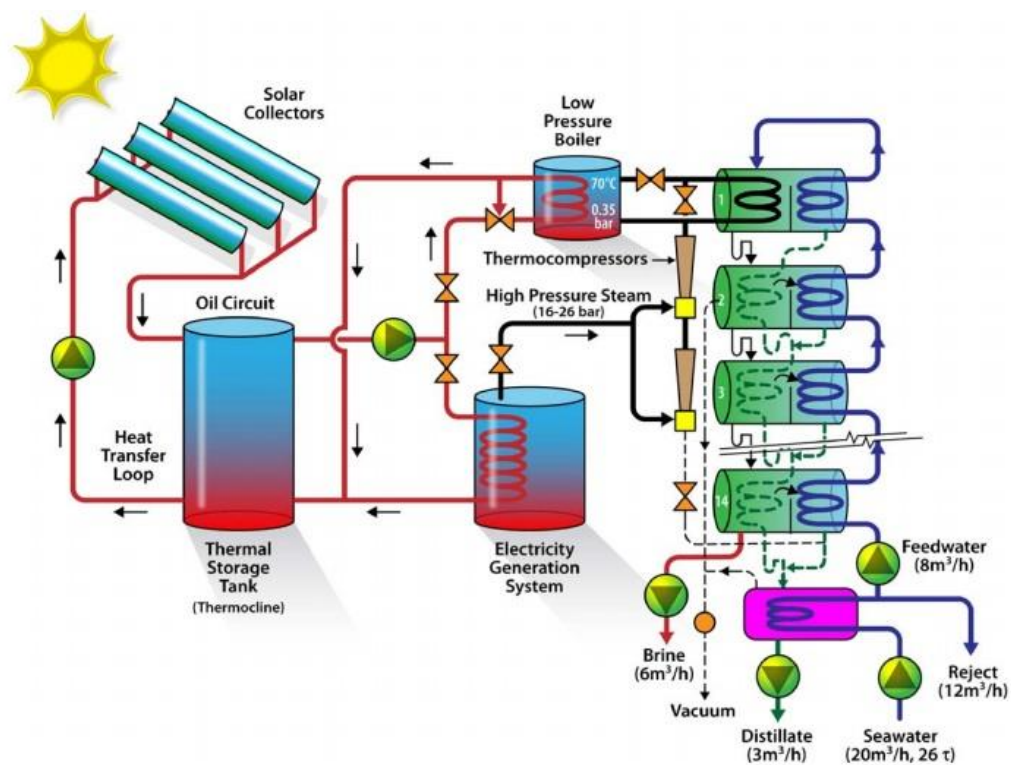 Solar
Collectors
Low
Pressure
Boiler
70°C
0.35
bar
1
Thermocompressors
2
High Pressure Steam
(16-26 bar)
Oil Circuit
3
Heat
Transfer
Loop
14
Thermal
Storage
Tank
(Thermocline)
Electricity
Generation
System
Feedwater
(8m³/h)
Brine
(6m³/h)
Reject
(12m³/h)
Vacuum
Distillate
(3m³/h)
Seawater
(20m³/h, 26 τ)